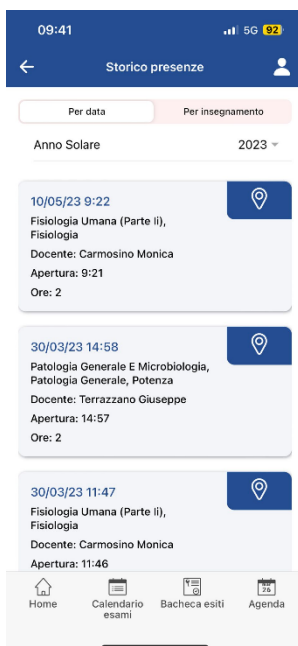 09:41
5G 92
Storico presenze
Per data
Per insegnamento
Anno Solare
2023
10/05/23 9:22
Fisiologia Umana (Parte Ii),
Fisiologia
Docente: Carmosino Monica
Apertura: 9:21
Ore: 2
30/03/23 14:58
Patologia Generale E Microbiologia,
Patologia Generale, Potenza
Docente: Terrazzano Giuseppe
Apertura: 14:57
Ore: 2
30/03/23 11:47
Fisiologia Umana (Parte Ii),
Fisiologia
Docente: Carmosino Monica
Apertura: 11:46
Home
Calendario
esami
Bacheca esiti
Agenda